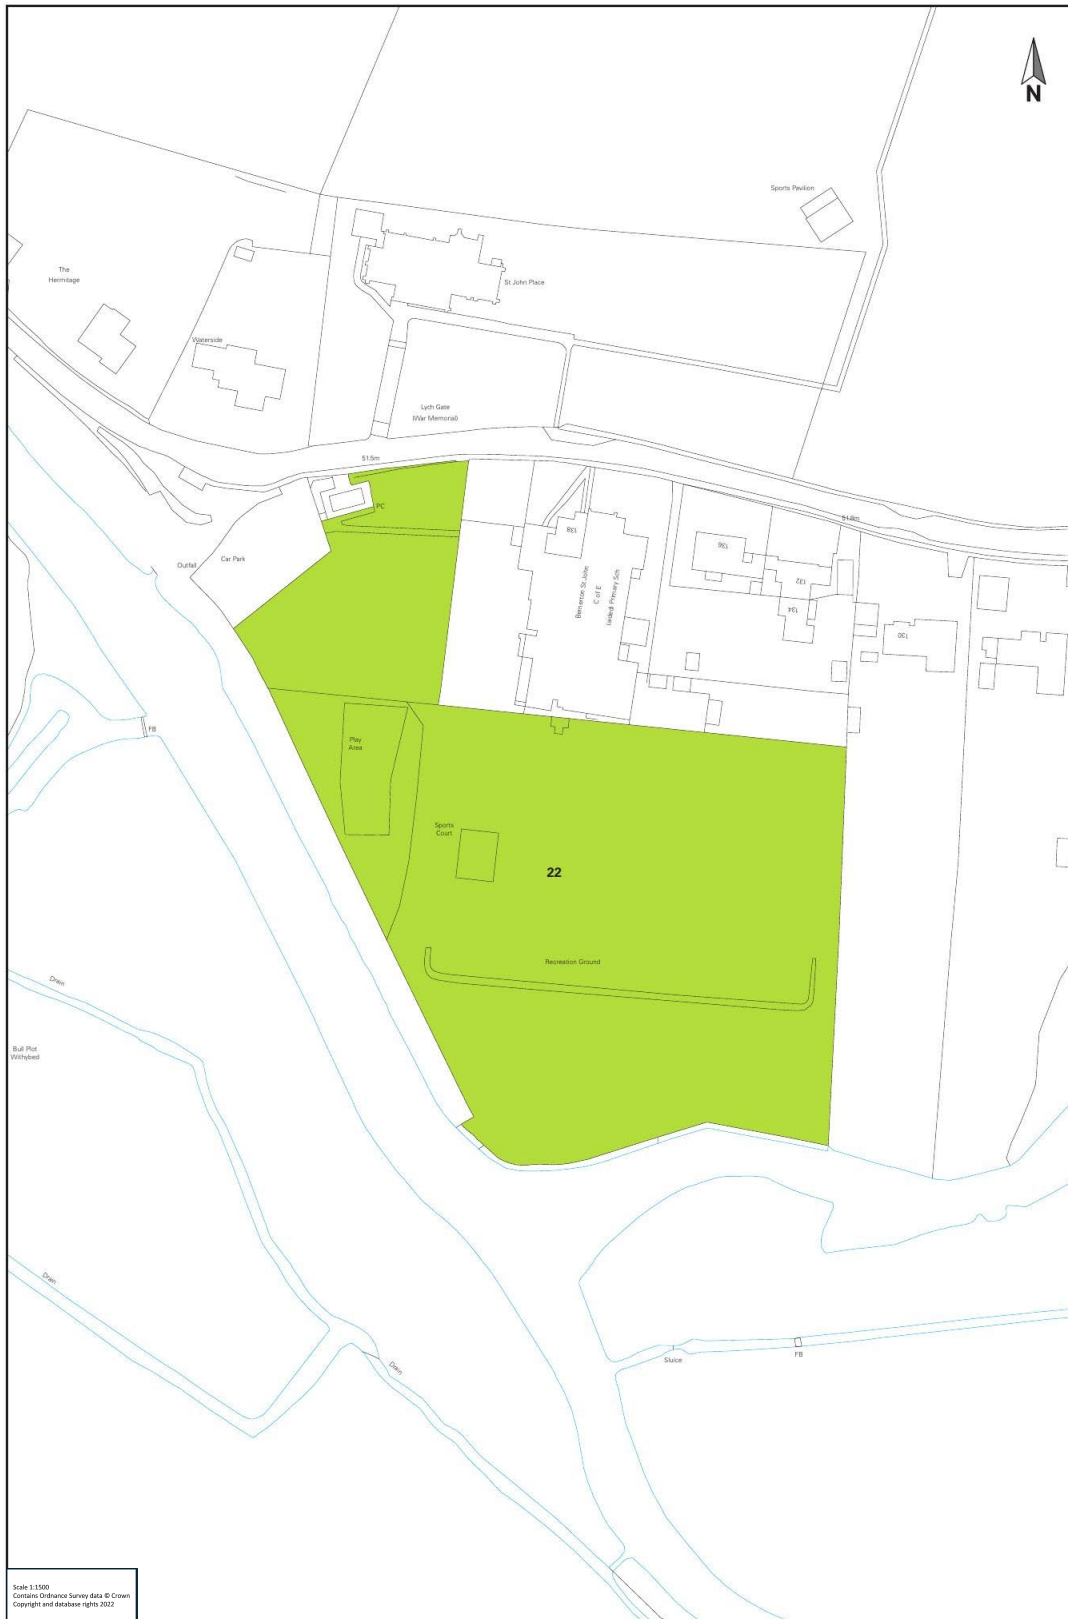 N
Sports Pavilion
The
Hermitage
St John Place
Waterside
Lych Gate
(War Memorial)
51.5m
PC
51.8m
138
Bemerton St John
C of E
(aided) Primary Sch
136
132
134
130
Outfall
Car Park
FB
Play
Area
Sports
Court
22
Recreation Ground
Drain
Bull Plot
Withybed
Drain
Drain
Sluice
FB
Scale 1:1500
Contains Ordnance Survey data © Crown
Copyright and database rights 2022